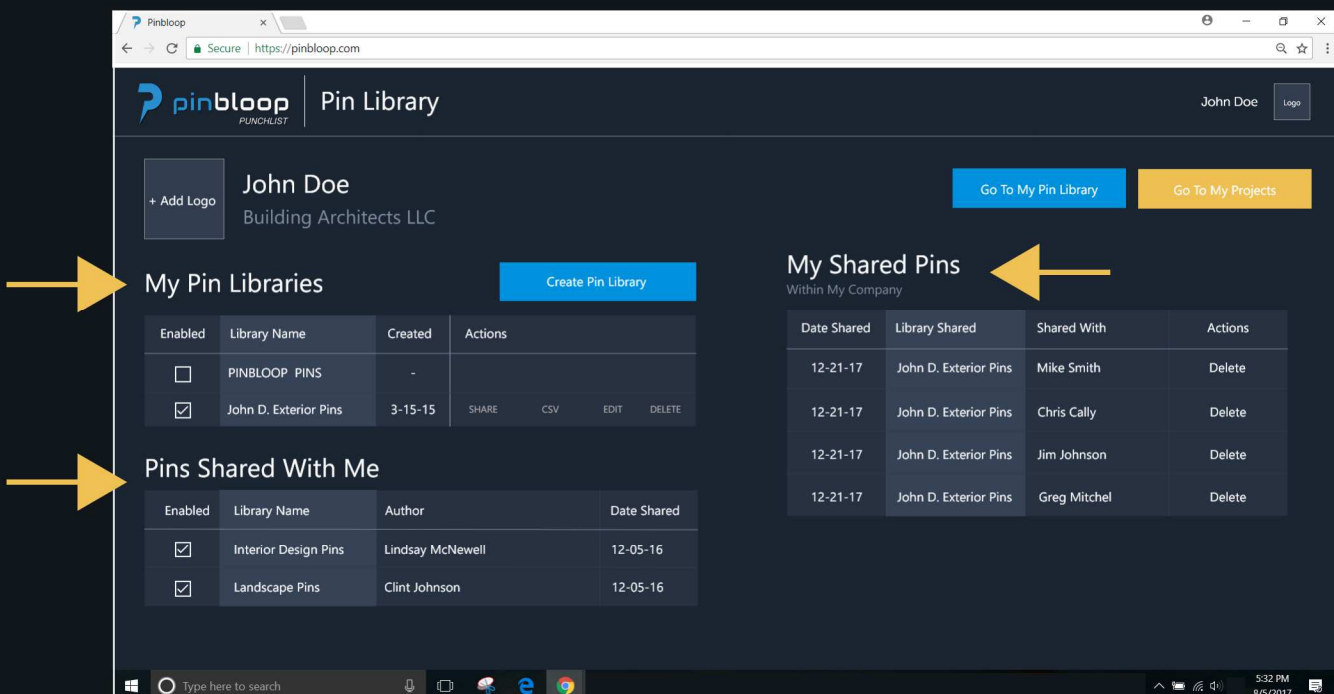 Pinbloop
Secure | https://pinbloop.com
pinbloop
PUNCHLIST
Pin Library
John Doe
Logo
+ Add Logo
John Doe
Building Architects LLC
Go To My Pin Library
Go To My Projects
My Pin Libraries
Create Pin Library
Enabled Library Name Created Actions
PINBLOOP PINS -
John D. Exterior Pins 3-15-15 SHARE CSV EDIT DELETE
Pins Shared With Me
Enabled Library Name Author Date Shared
Interior Design Pins Lindsay McNewell 12-05-16
Landscape Pins Clint Johnson 12-05-16
My Shared Pins
Within My Company
Date Shared Library Shared Shared With Actions
12-21-17 John D. Exterior Pins Mike Smith Delete
12-21-17 John D. Exterior Pins Chris Cally Delete
12-21-17 John D. Exterior Pins Jim Johnson Delete
12-21-17 John D. Exterior Pins Greg Mitchel Delete
Type here to search
5:32 PM
8/5/2017